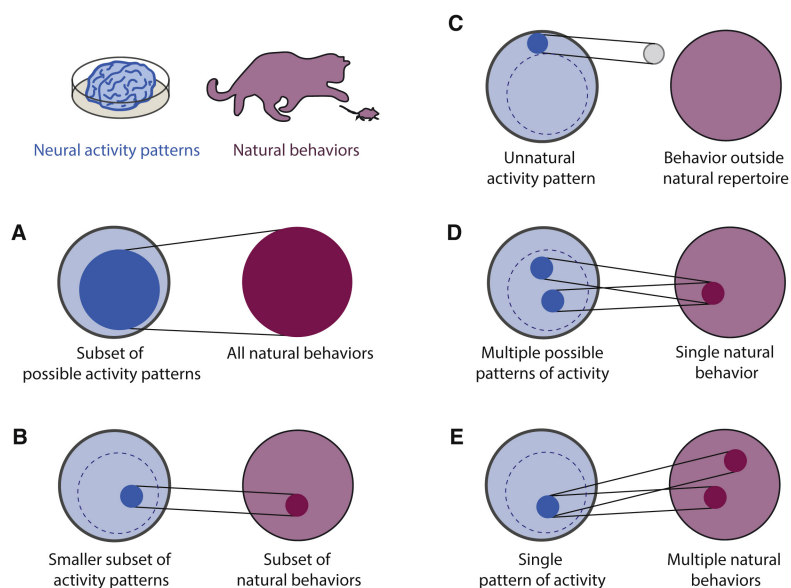 Neural activity patterns
Natural behaviors
A
Subset of
possible activity patterns
All natural behaviors
B
Smaller subset of
activity patterns
Subset of
natural behaviors
C
Unnatural
activity pattern
Behavior outside
natural repertoire
D
Multiple possible
patterns of activity
Single natural
behavior
E
Single
pattern of activity
Multiple natural
behaviors